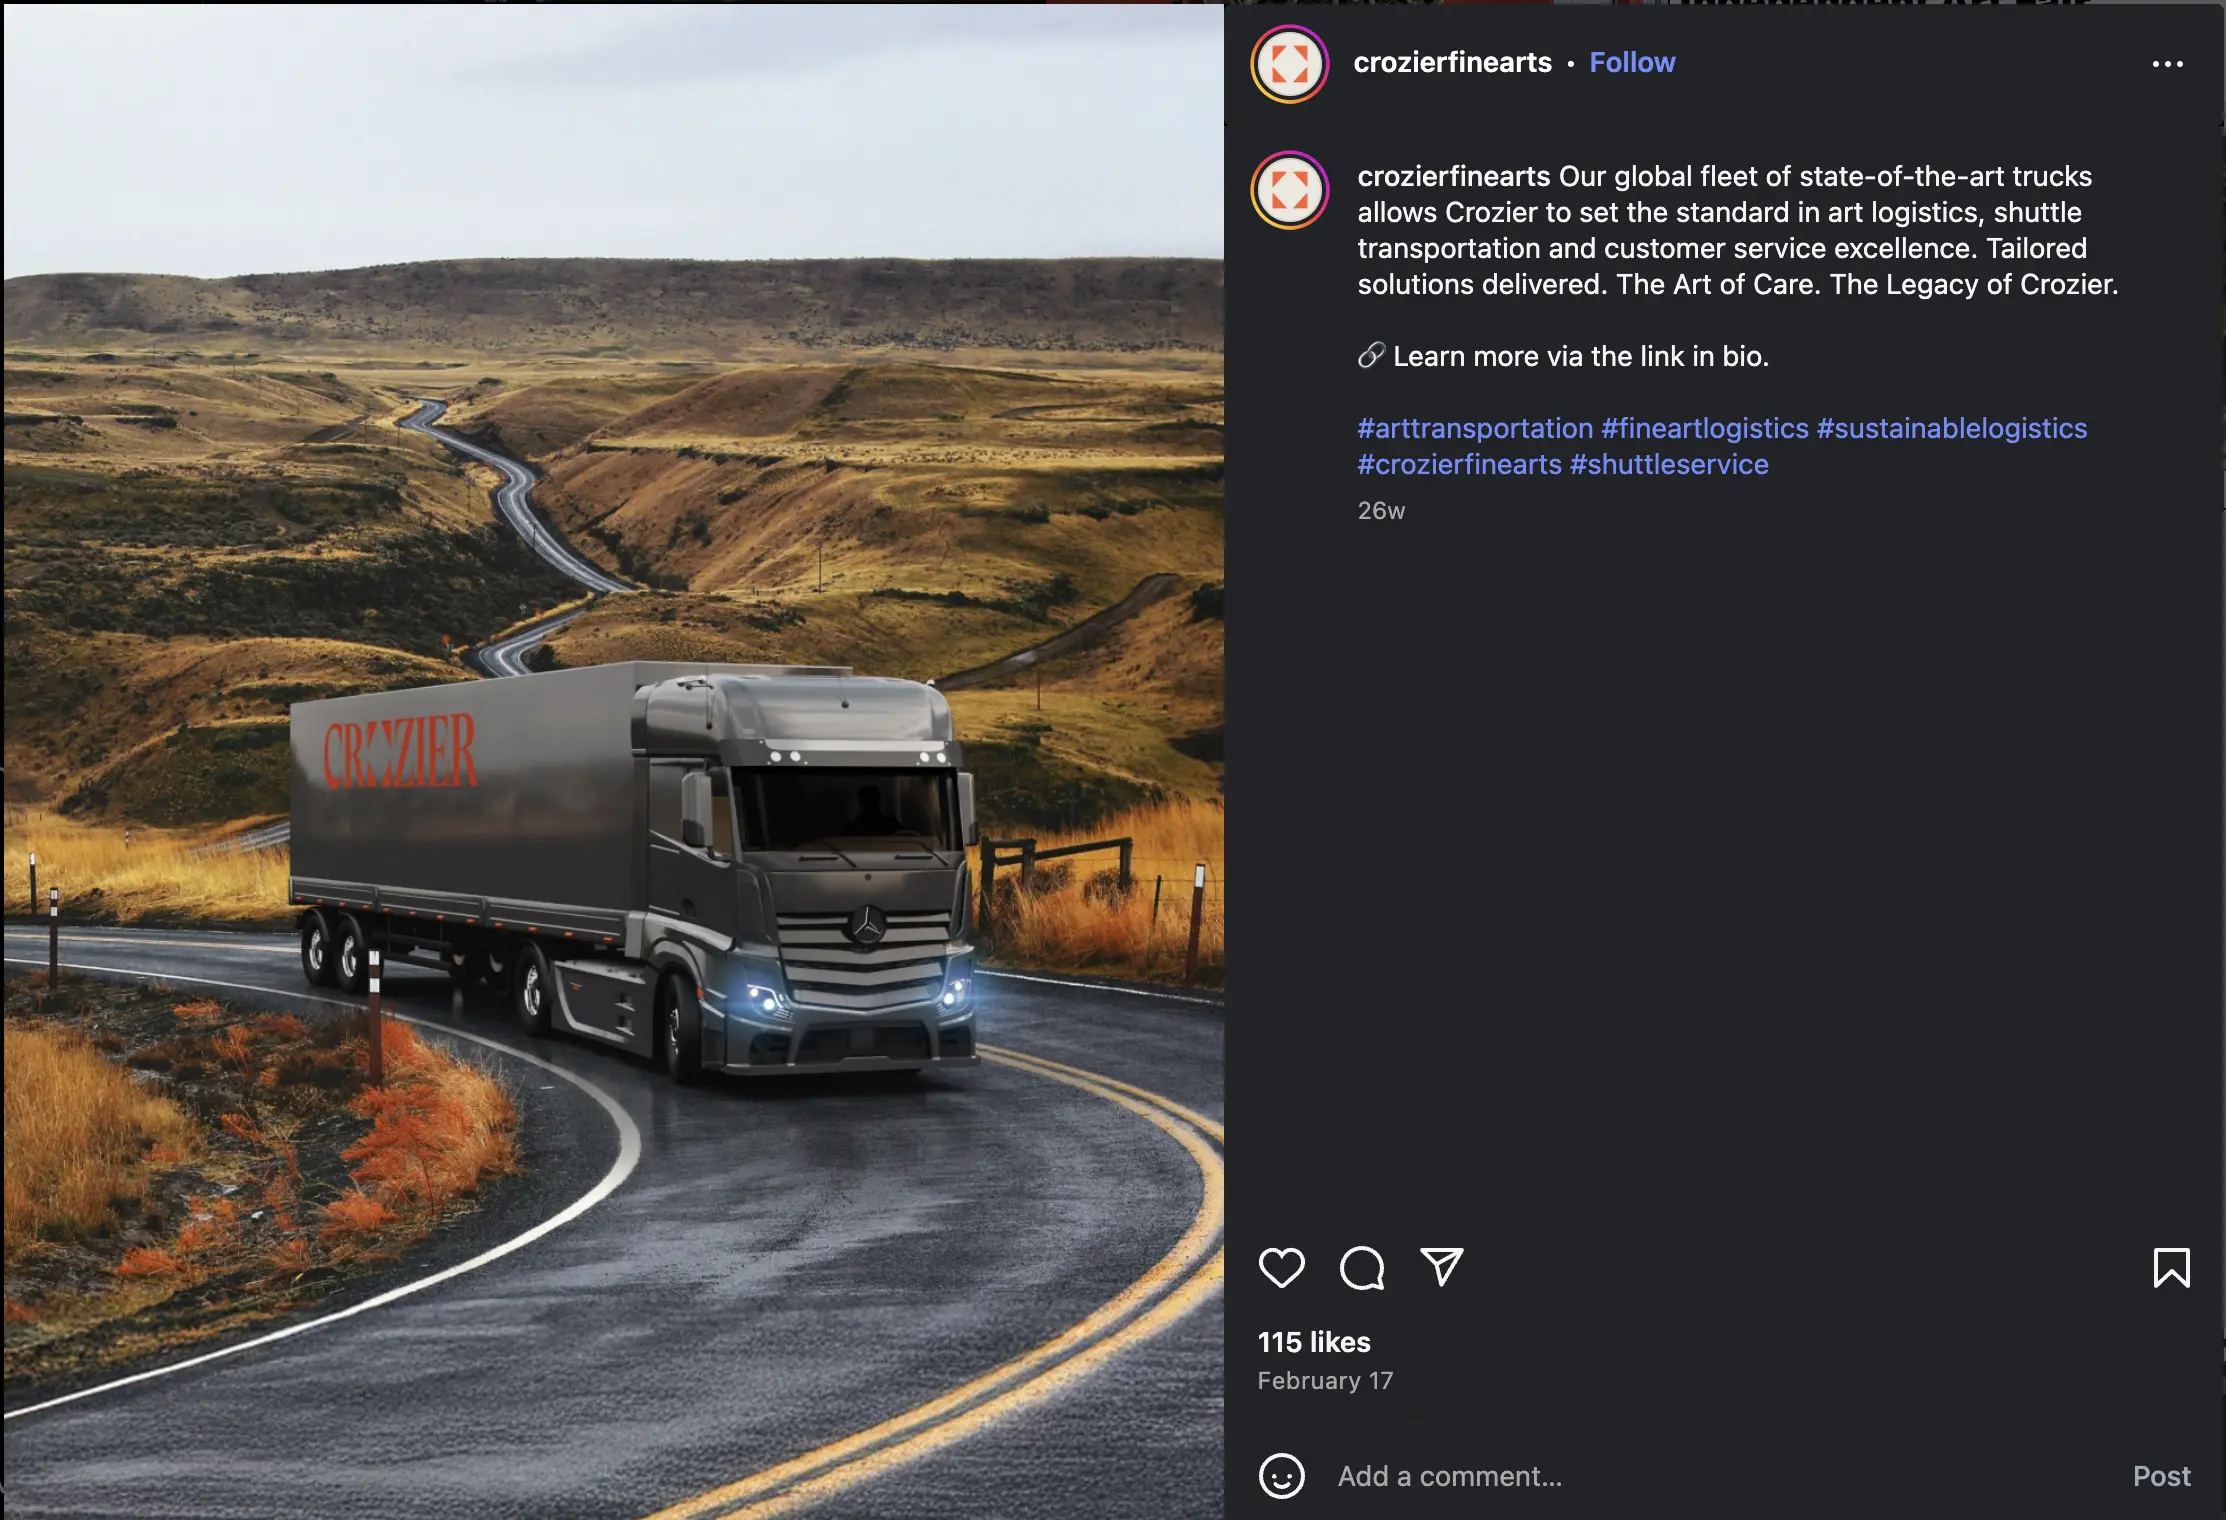 CROZIER
crozierfinearts • Follow
crozierfinearts Our global fleet of state-of-the-art trucks
allows Crozier to set the standard in art logistics, shuttle
transportation and customer service excellence. Tailored
solutions delivered. The Art of Care. The Legacy of Crozier.
🔗 Learn more via the link in bio.
#arttransportation #fineartlogistics #sustainablelogistics
#crozierfinearts #shuttleservice
26w
115 likes
February 17
Add a comment...
Post